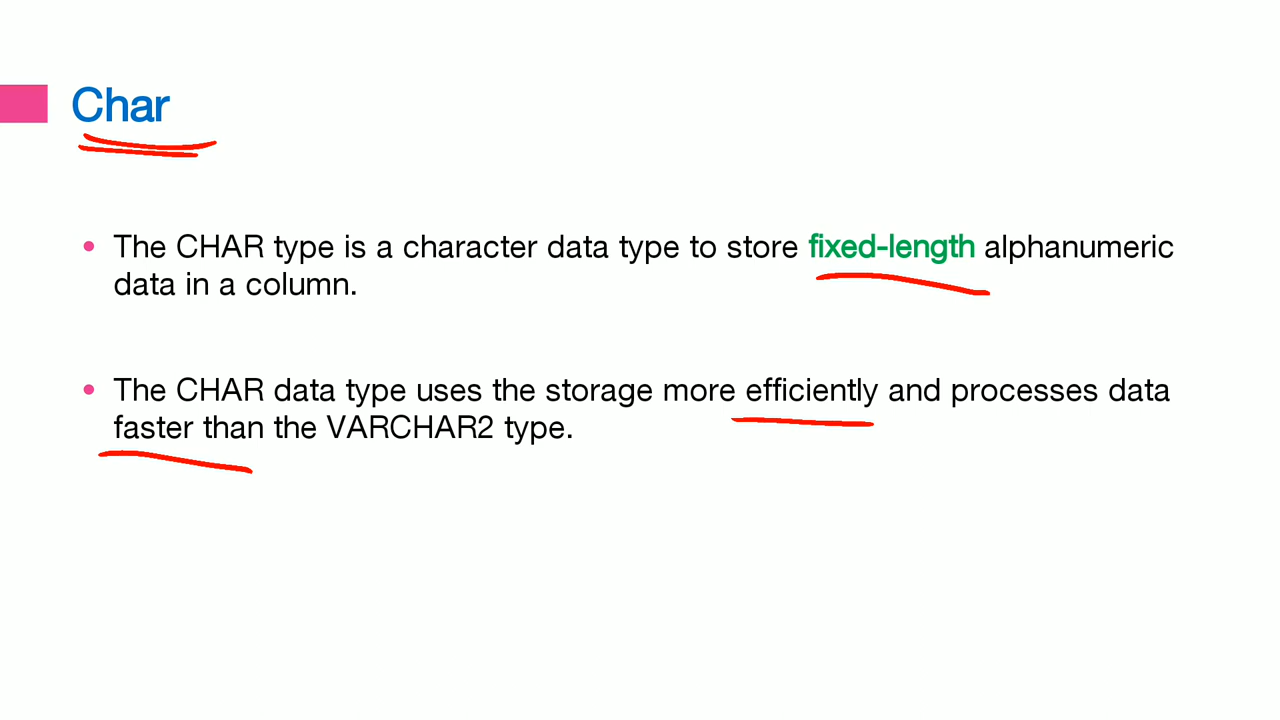 Char
• The CHAR type is a character data type to store fixed-length alphanumeric
data in a column.
• The CHAR data type uses the storage more efficiently and processes data
faster than the VARCHAR2 type.